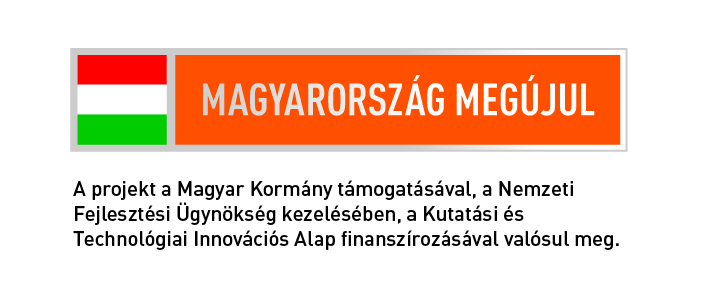 MAGYARORSZÁG MEGÚJUL
A projekt a Magyar Kormány támogatásával, a Nemzeti
Fejlesztési Ügynökség kezelésében, a Kutatási és
Technológiai Innovációs Alap finanszírozásával valósul meg.